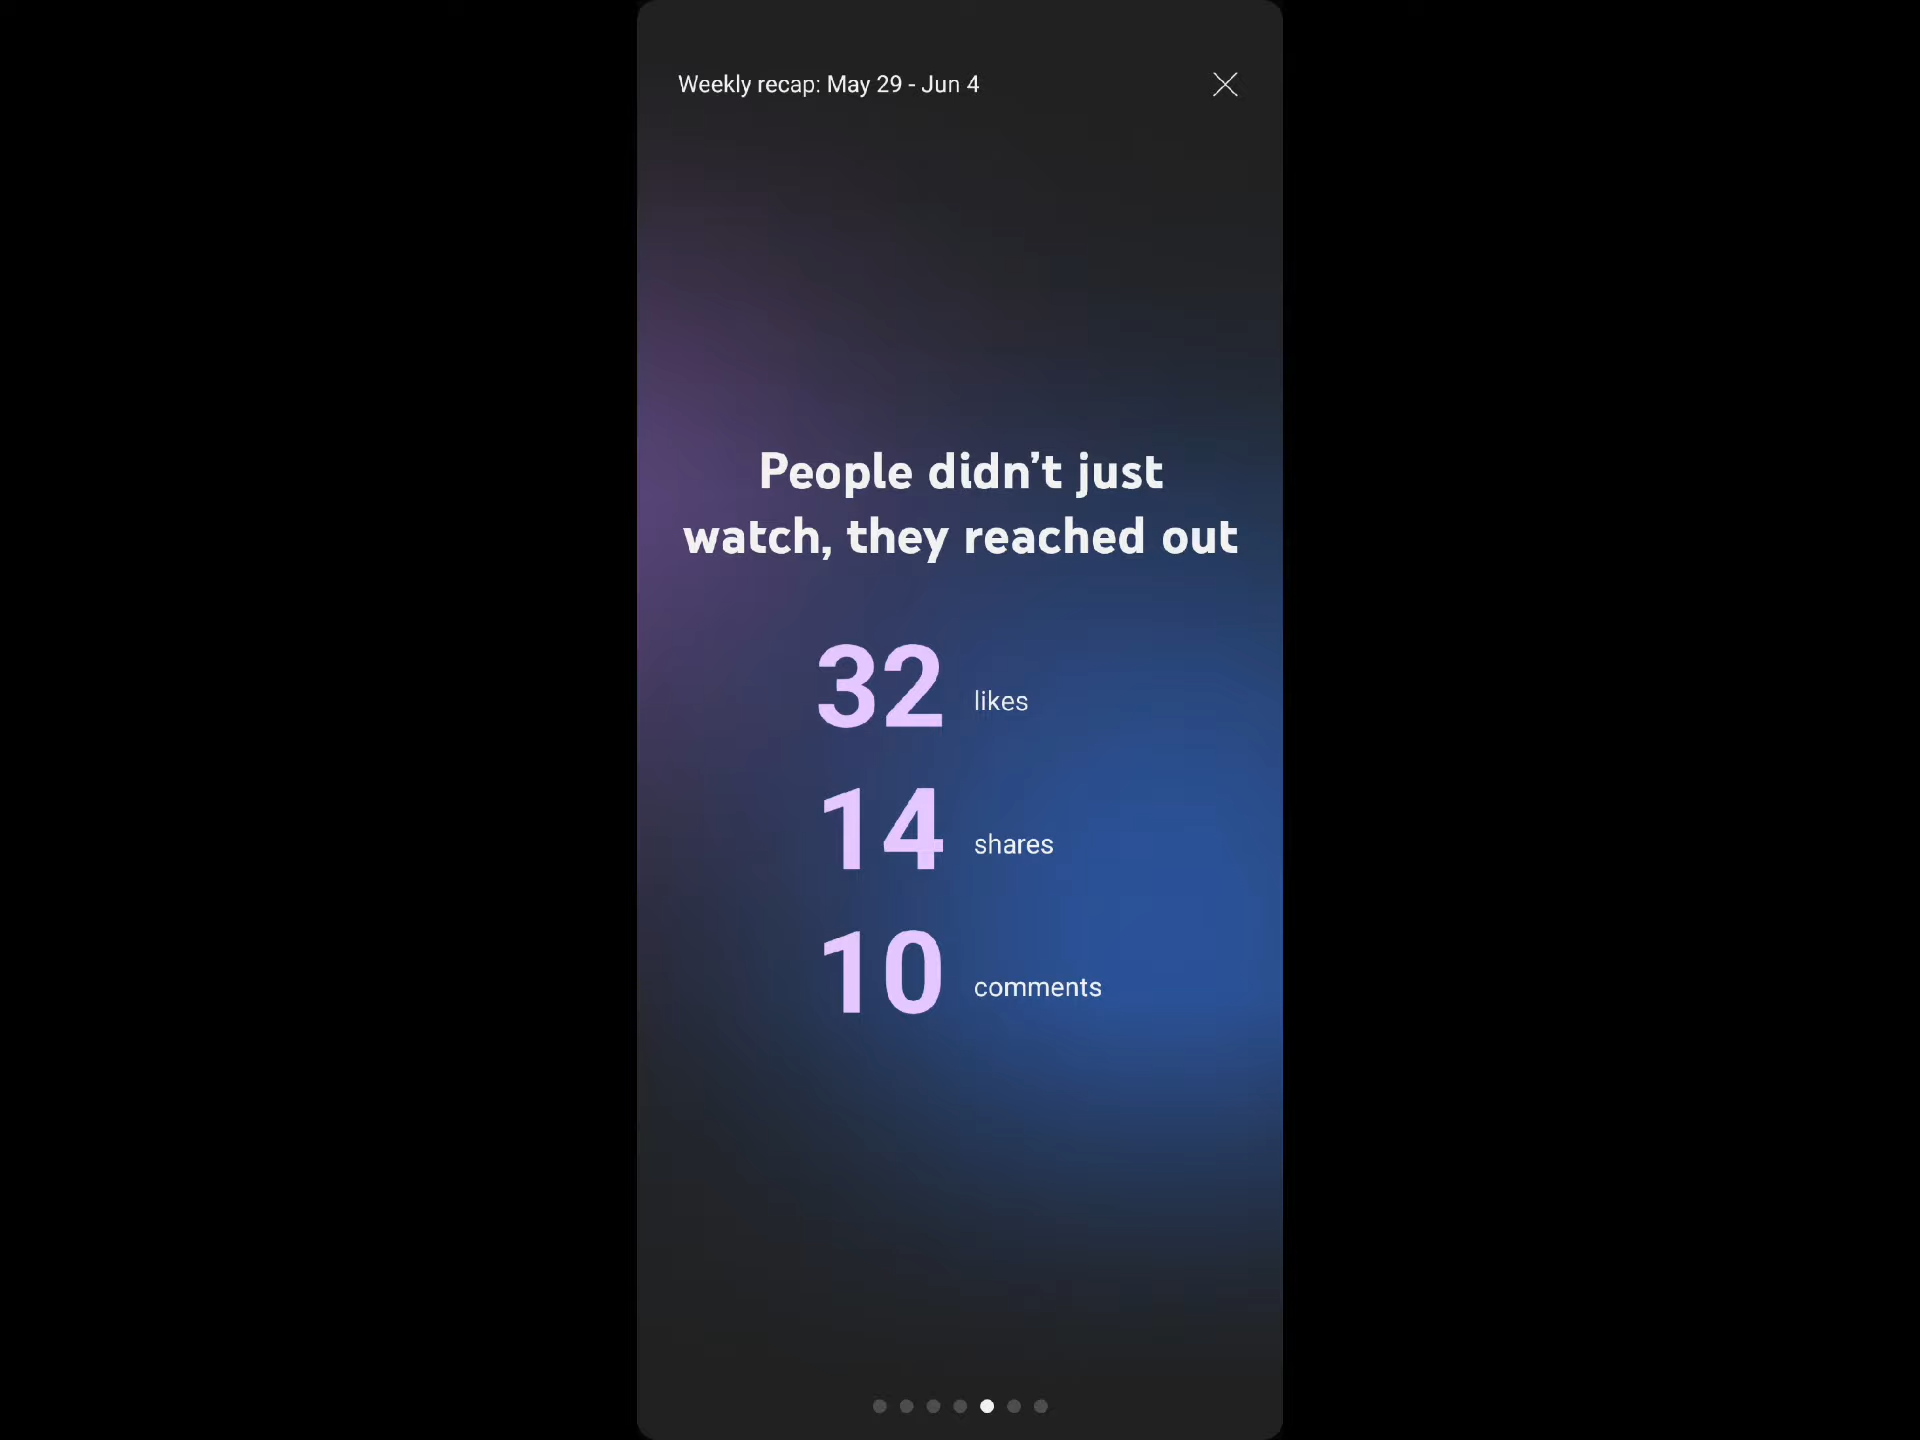 Weekly recap: May 29 - Jun 4
People didn't just
watch, they reached out
32 likes
14 shares
10 comments